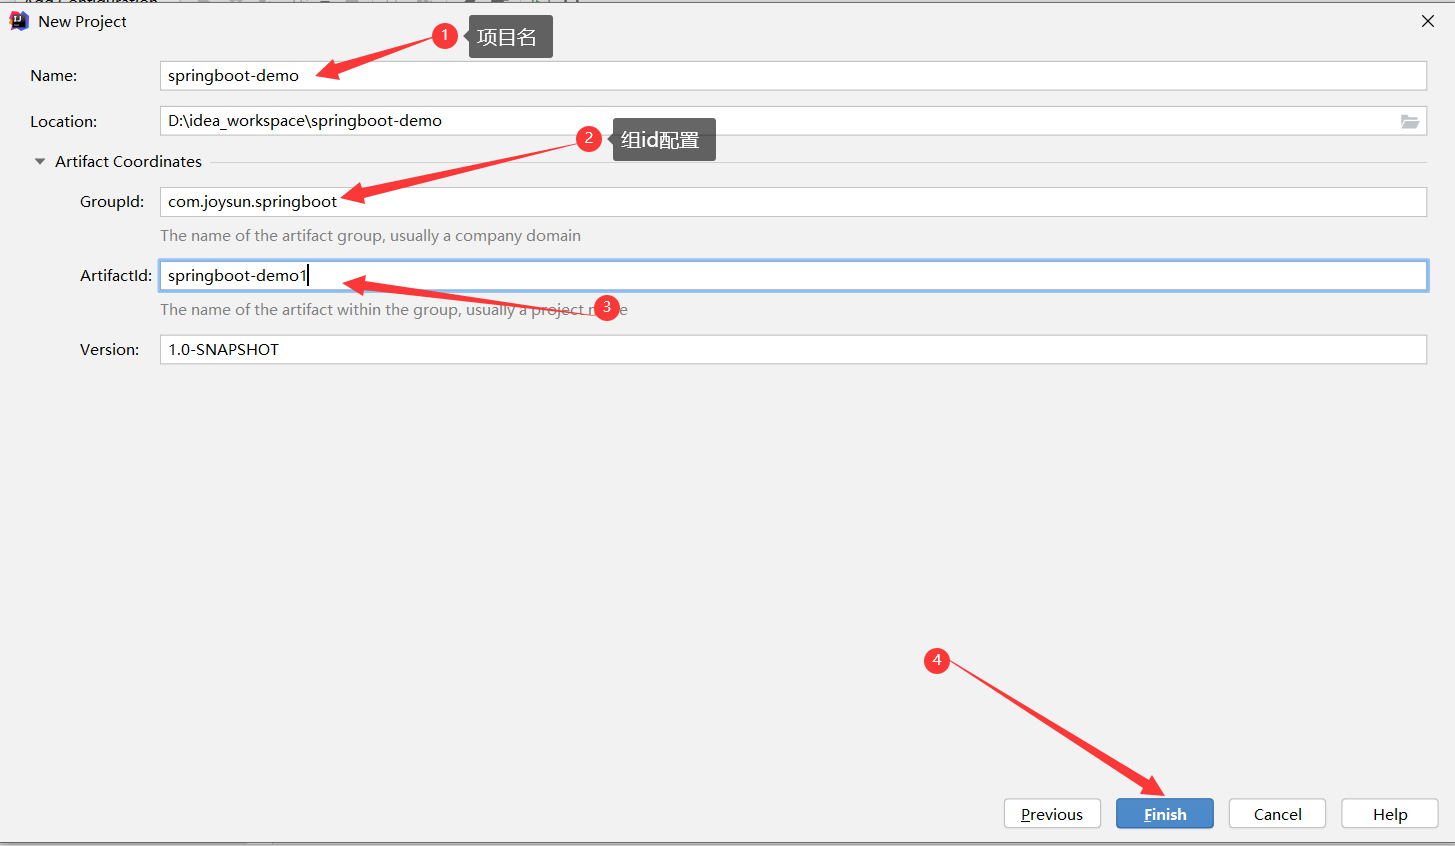 New Project
1 项目名
Name: springboot-demo
Location: D:\idea_workspace\springboot-demo
2 组id配置
Artifact Coordinates
GroupId: com.joysun.springboot
The name of the artifact group, usually a company domain
ArtifactId: springboot-demo1
3
The name of the artifact within the group, usually a project
Version: 1.0-SNAPSHOT
4
Previous Finish Cancel Help